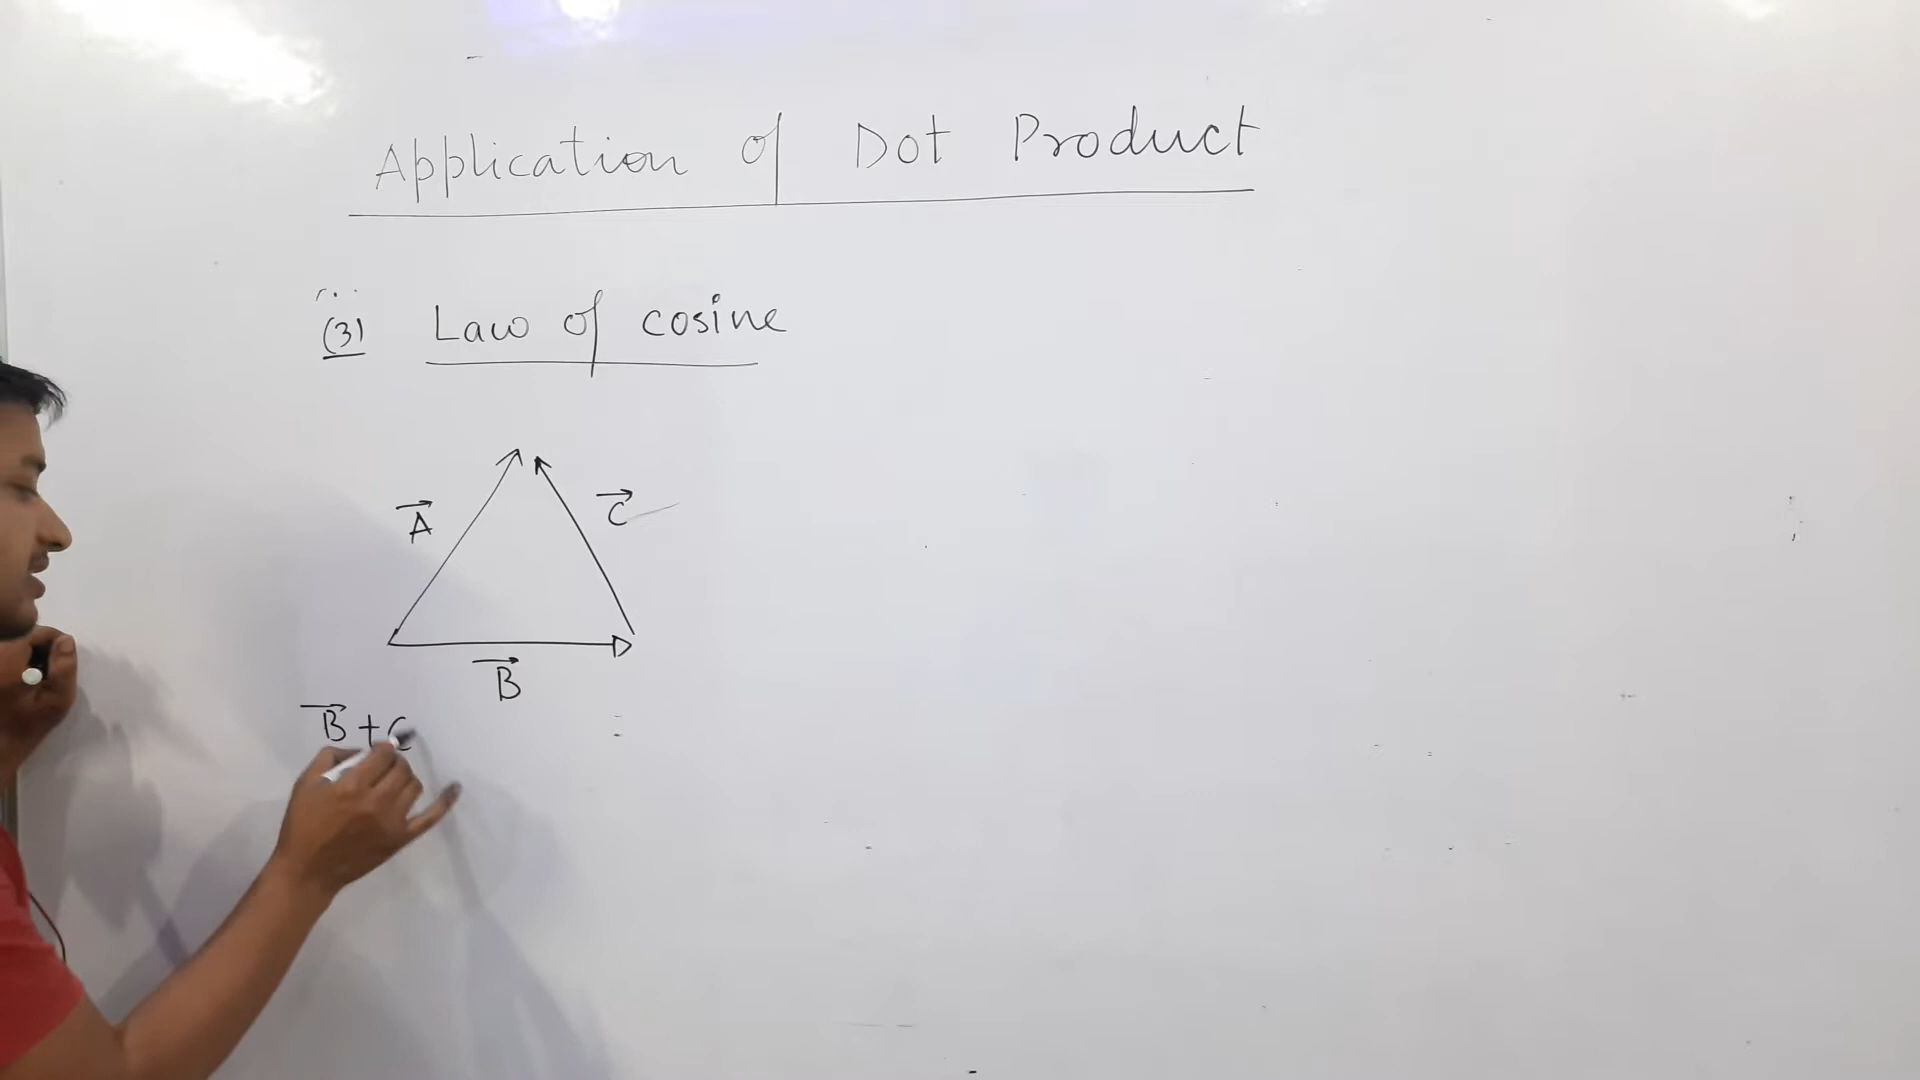 Application of Dot Product
(3) Law of cosine
A⃗
C⃗
B⃗
B⃗ + C